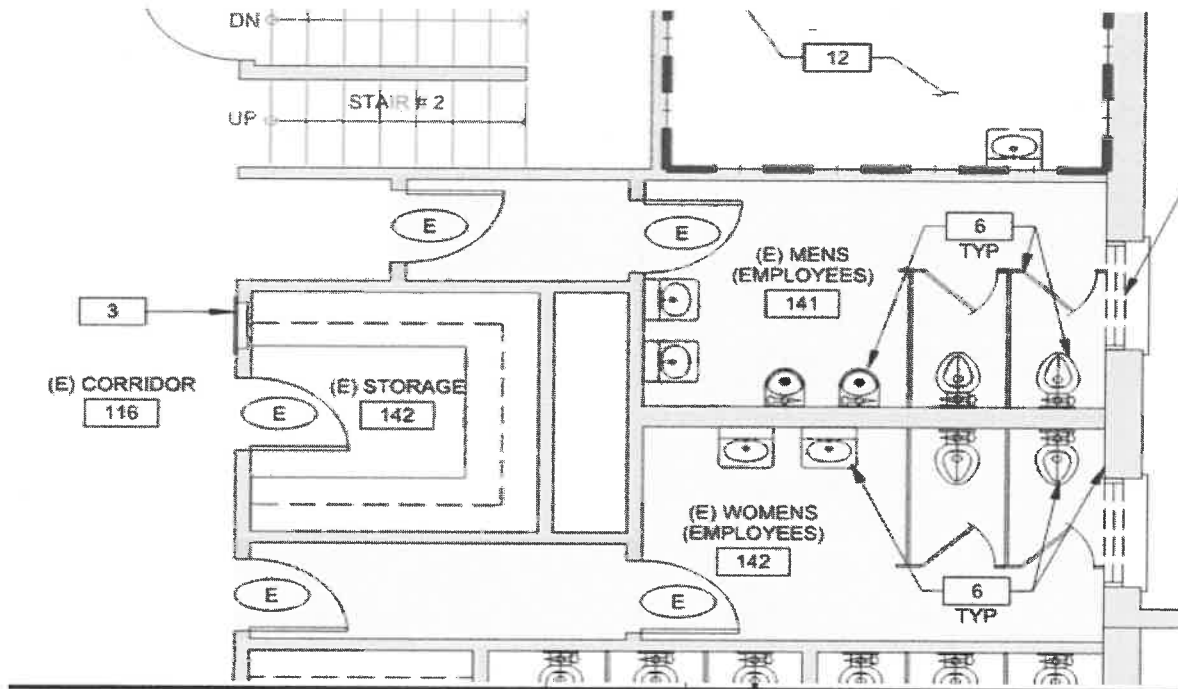 DN
12
STAIR # 2
UP
E
E
6
TYP
(E) MENS
(EMPLOYEES)
141
3
(E) CORRIDOR
116
(E) STORAGE
142
E
(E) WOMENS
(EMPLOYEES)
142
E
E
6
TYP